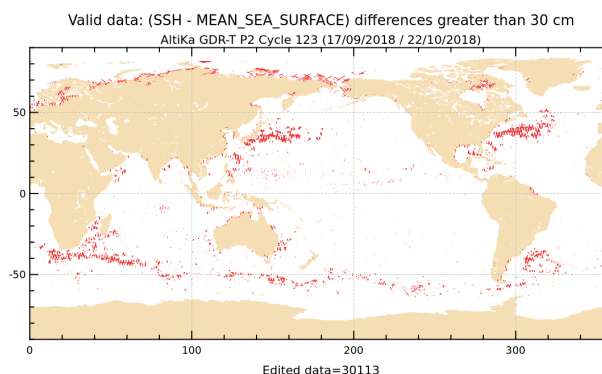 Valid data: (SSH - MEAN_SEA_SURFACE) differences greater than 30 cm
AltiKa GDR-T P2 Cycle 123 (17/09/2018 / 22/10/2018)
50
0
-50
0 100 200 300
Edited data=30113